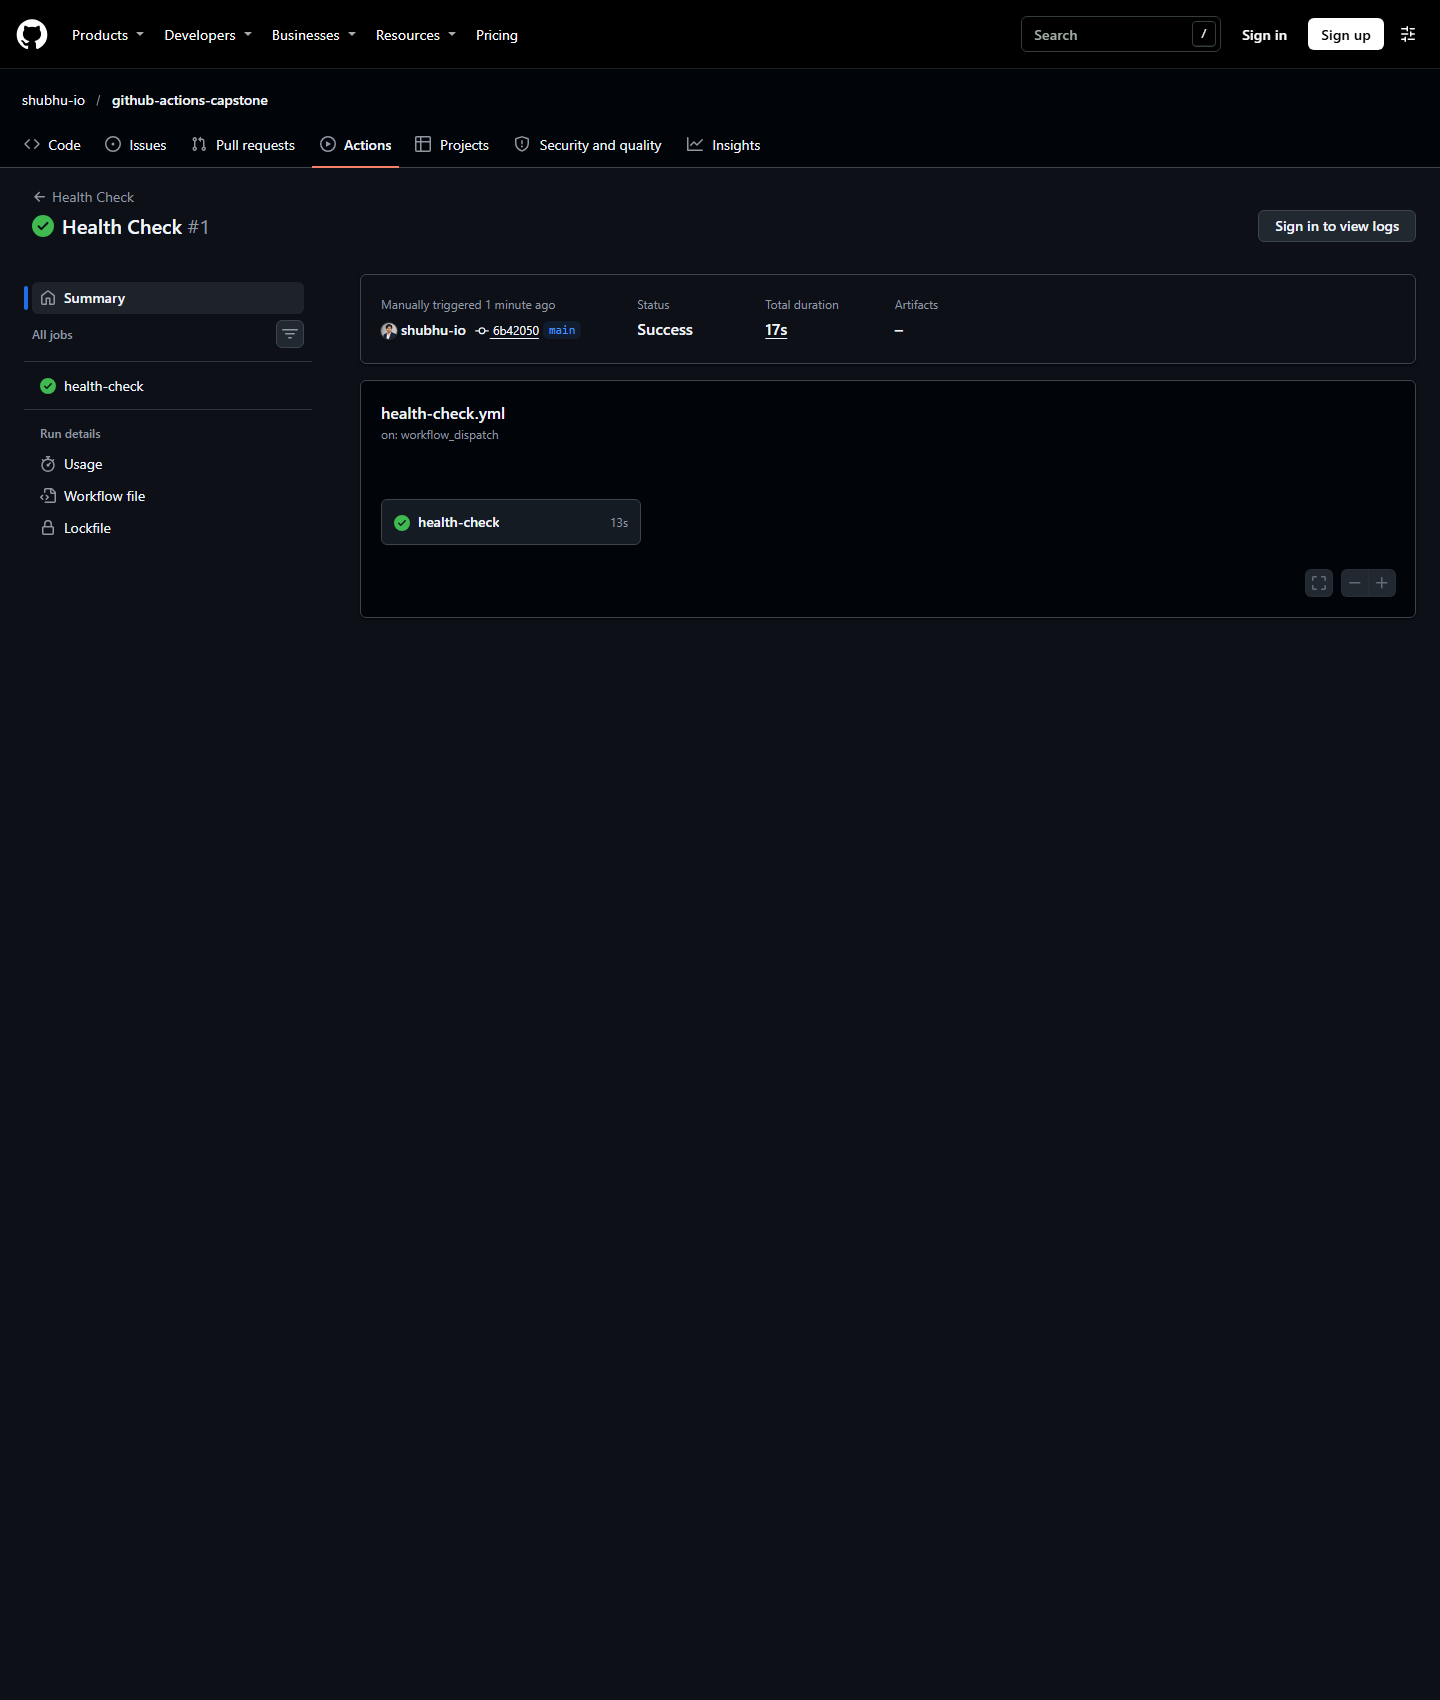 Products Developers Businesses Resources Pricing Search / Sign in Sign up
shubhu-io / github-actions-capstone
Code Issues Pull requests Actions Projects Security and quality Insights
Health Check
Health Check #1
Sign in to view logs
Summary
All jobs
health-check
Run details
Usage
Workflow file
Lockfile
Manually triggered 1 minute ago
shubhu-io 6b42050 main
Status
Success
Total duration
17s
Artifacts
–
health-check.yml
on: workflow_dispatch
health-check 13s